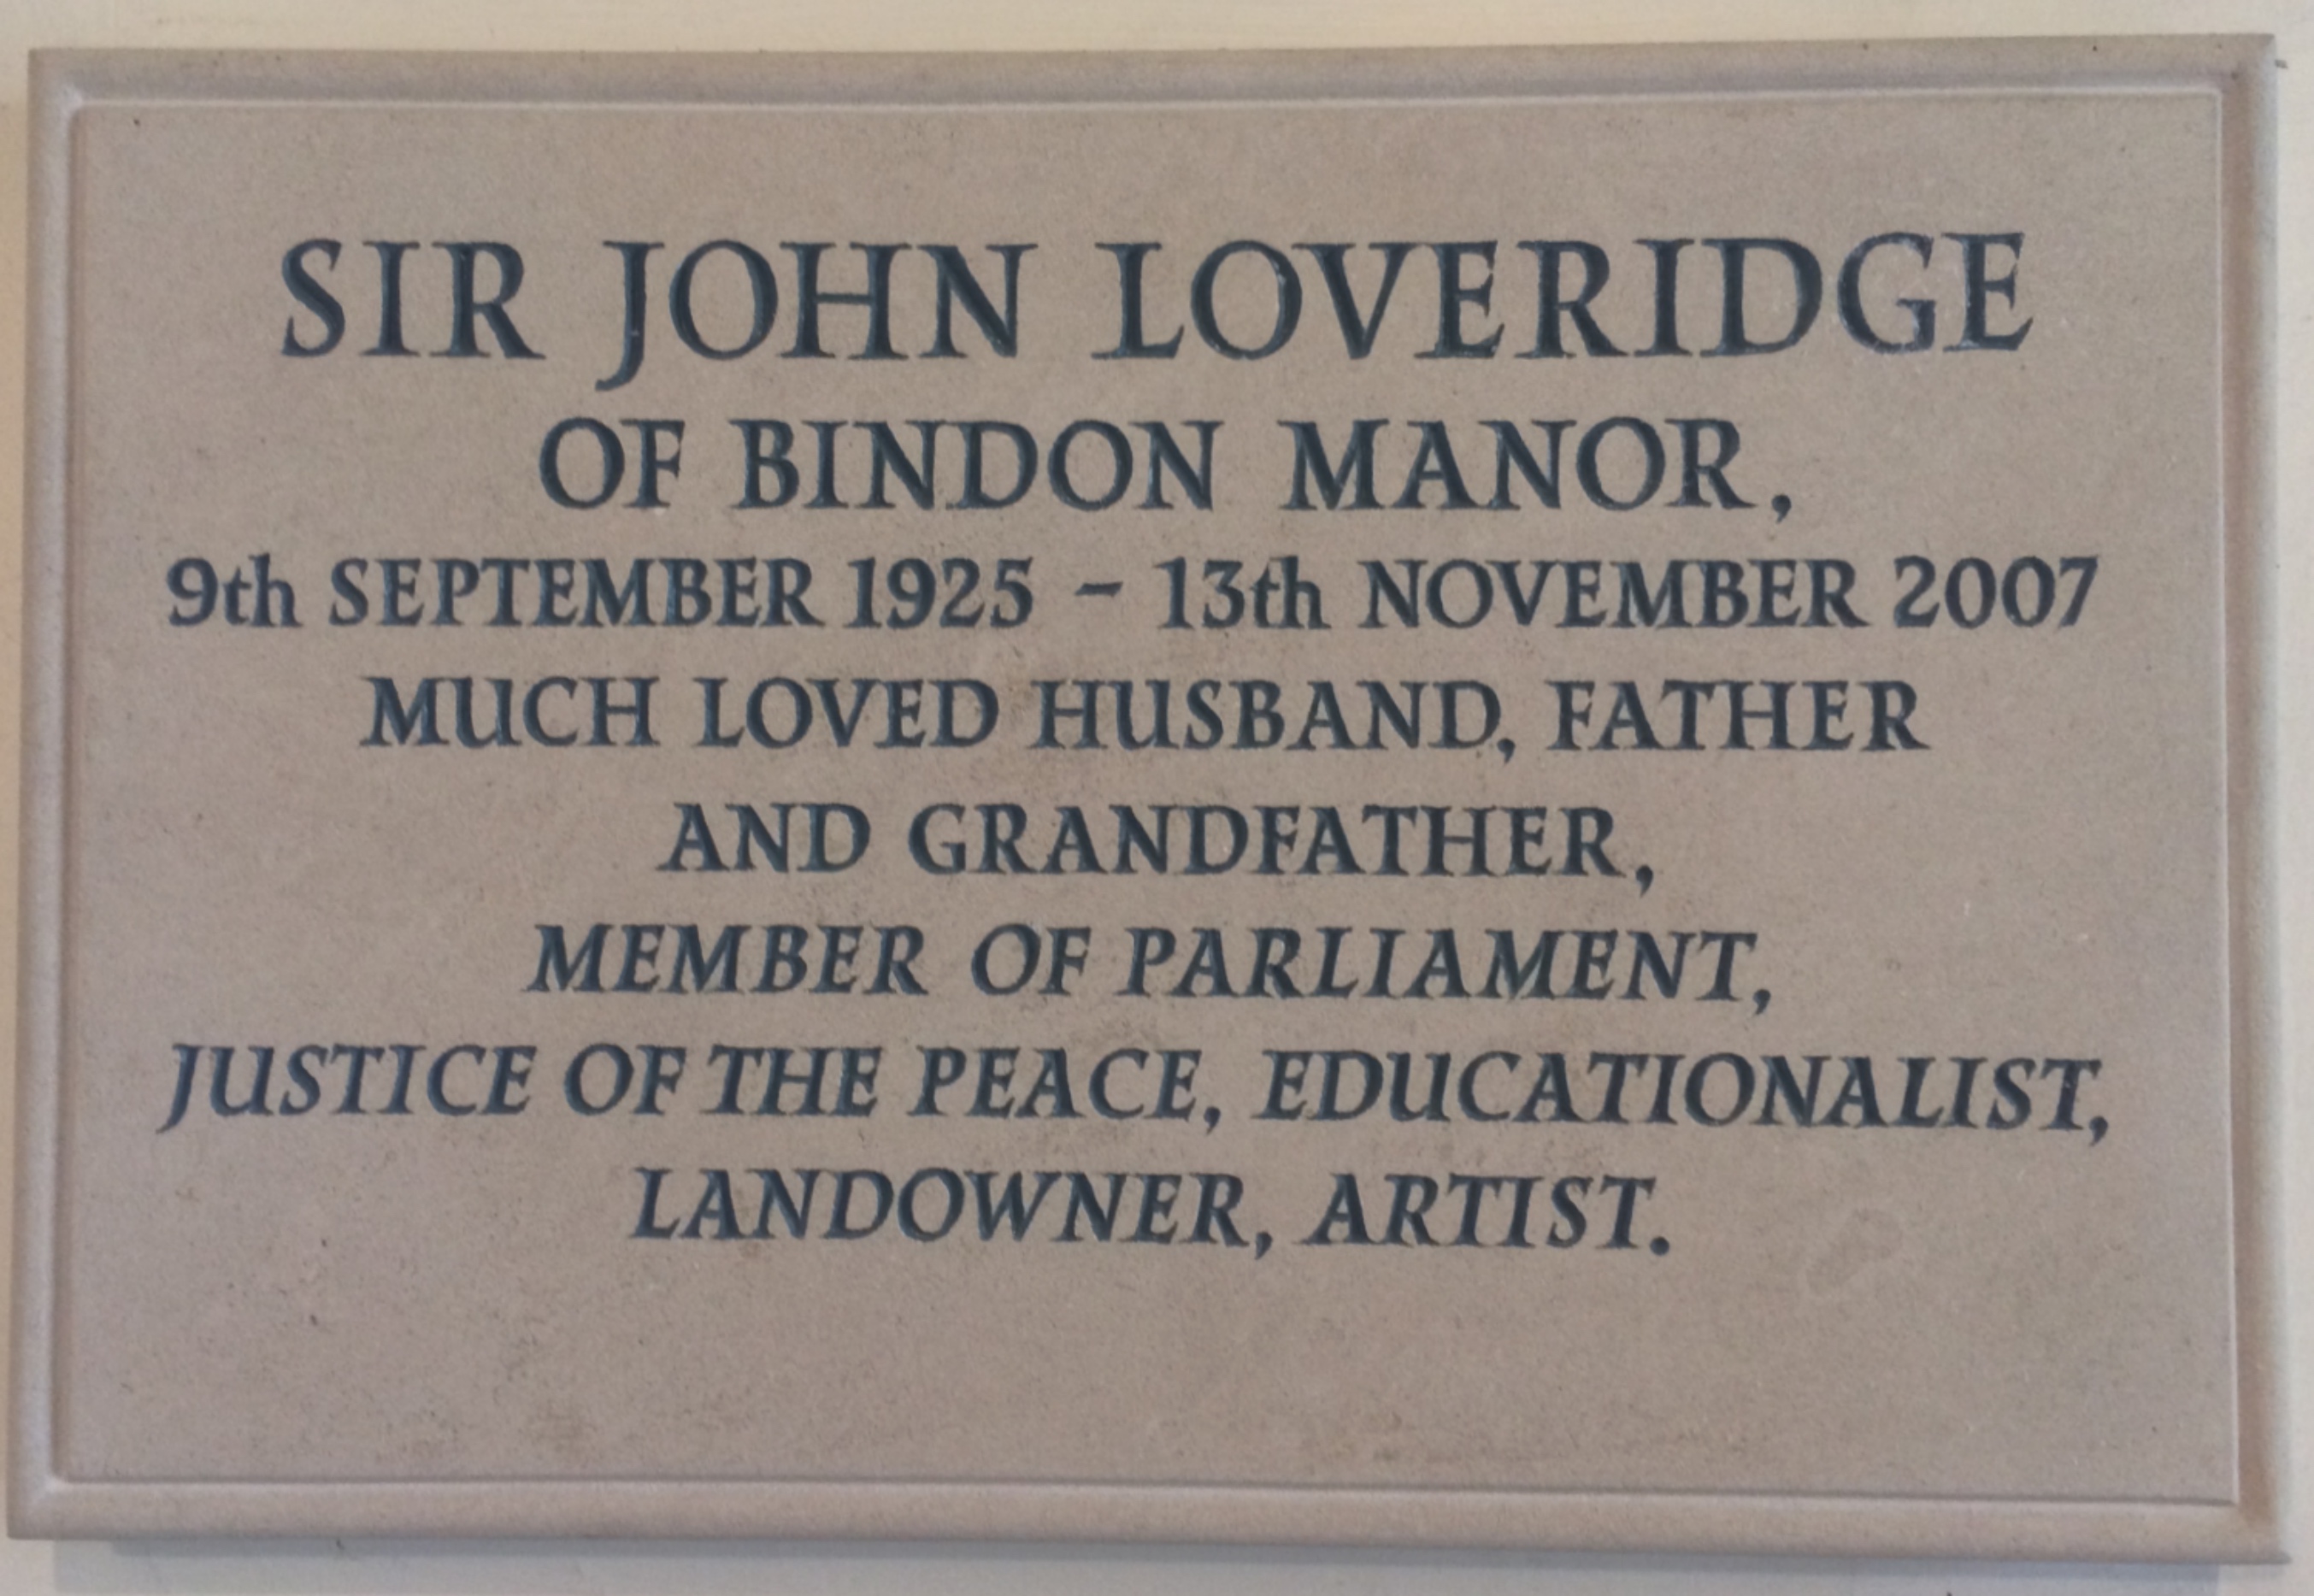 SIR JOHN LOVERIDGE
OF BINDON MANOR,
9th SEPTEMBER 1925 – 13th NOVEMBER 2007
MUCH LOVED HUSBAND, FATHER
AND GRANDFATHER,
MEMBER OF PARLIAMENT,
JUSTICE OF THE PEACE, EDUCATIONALIST,
LANDOWNER, ARTIST.